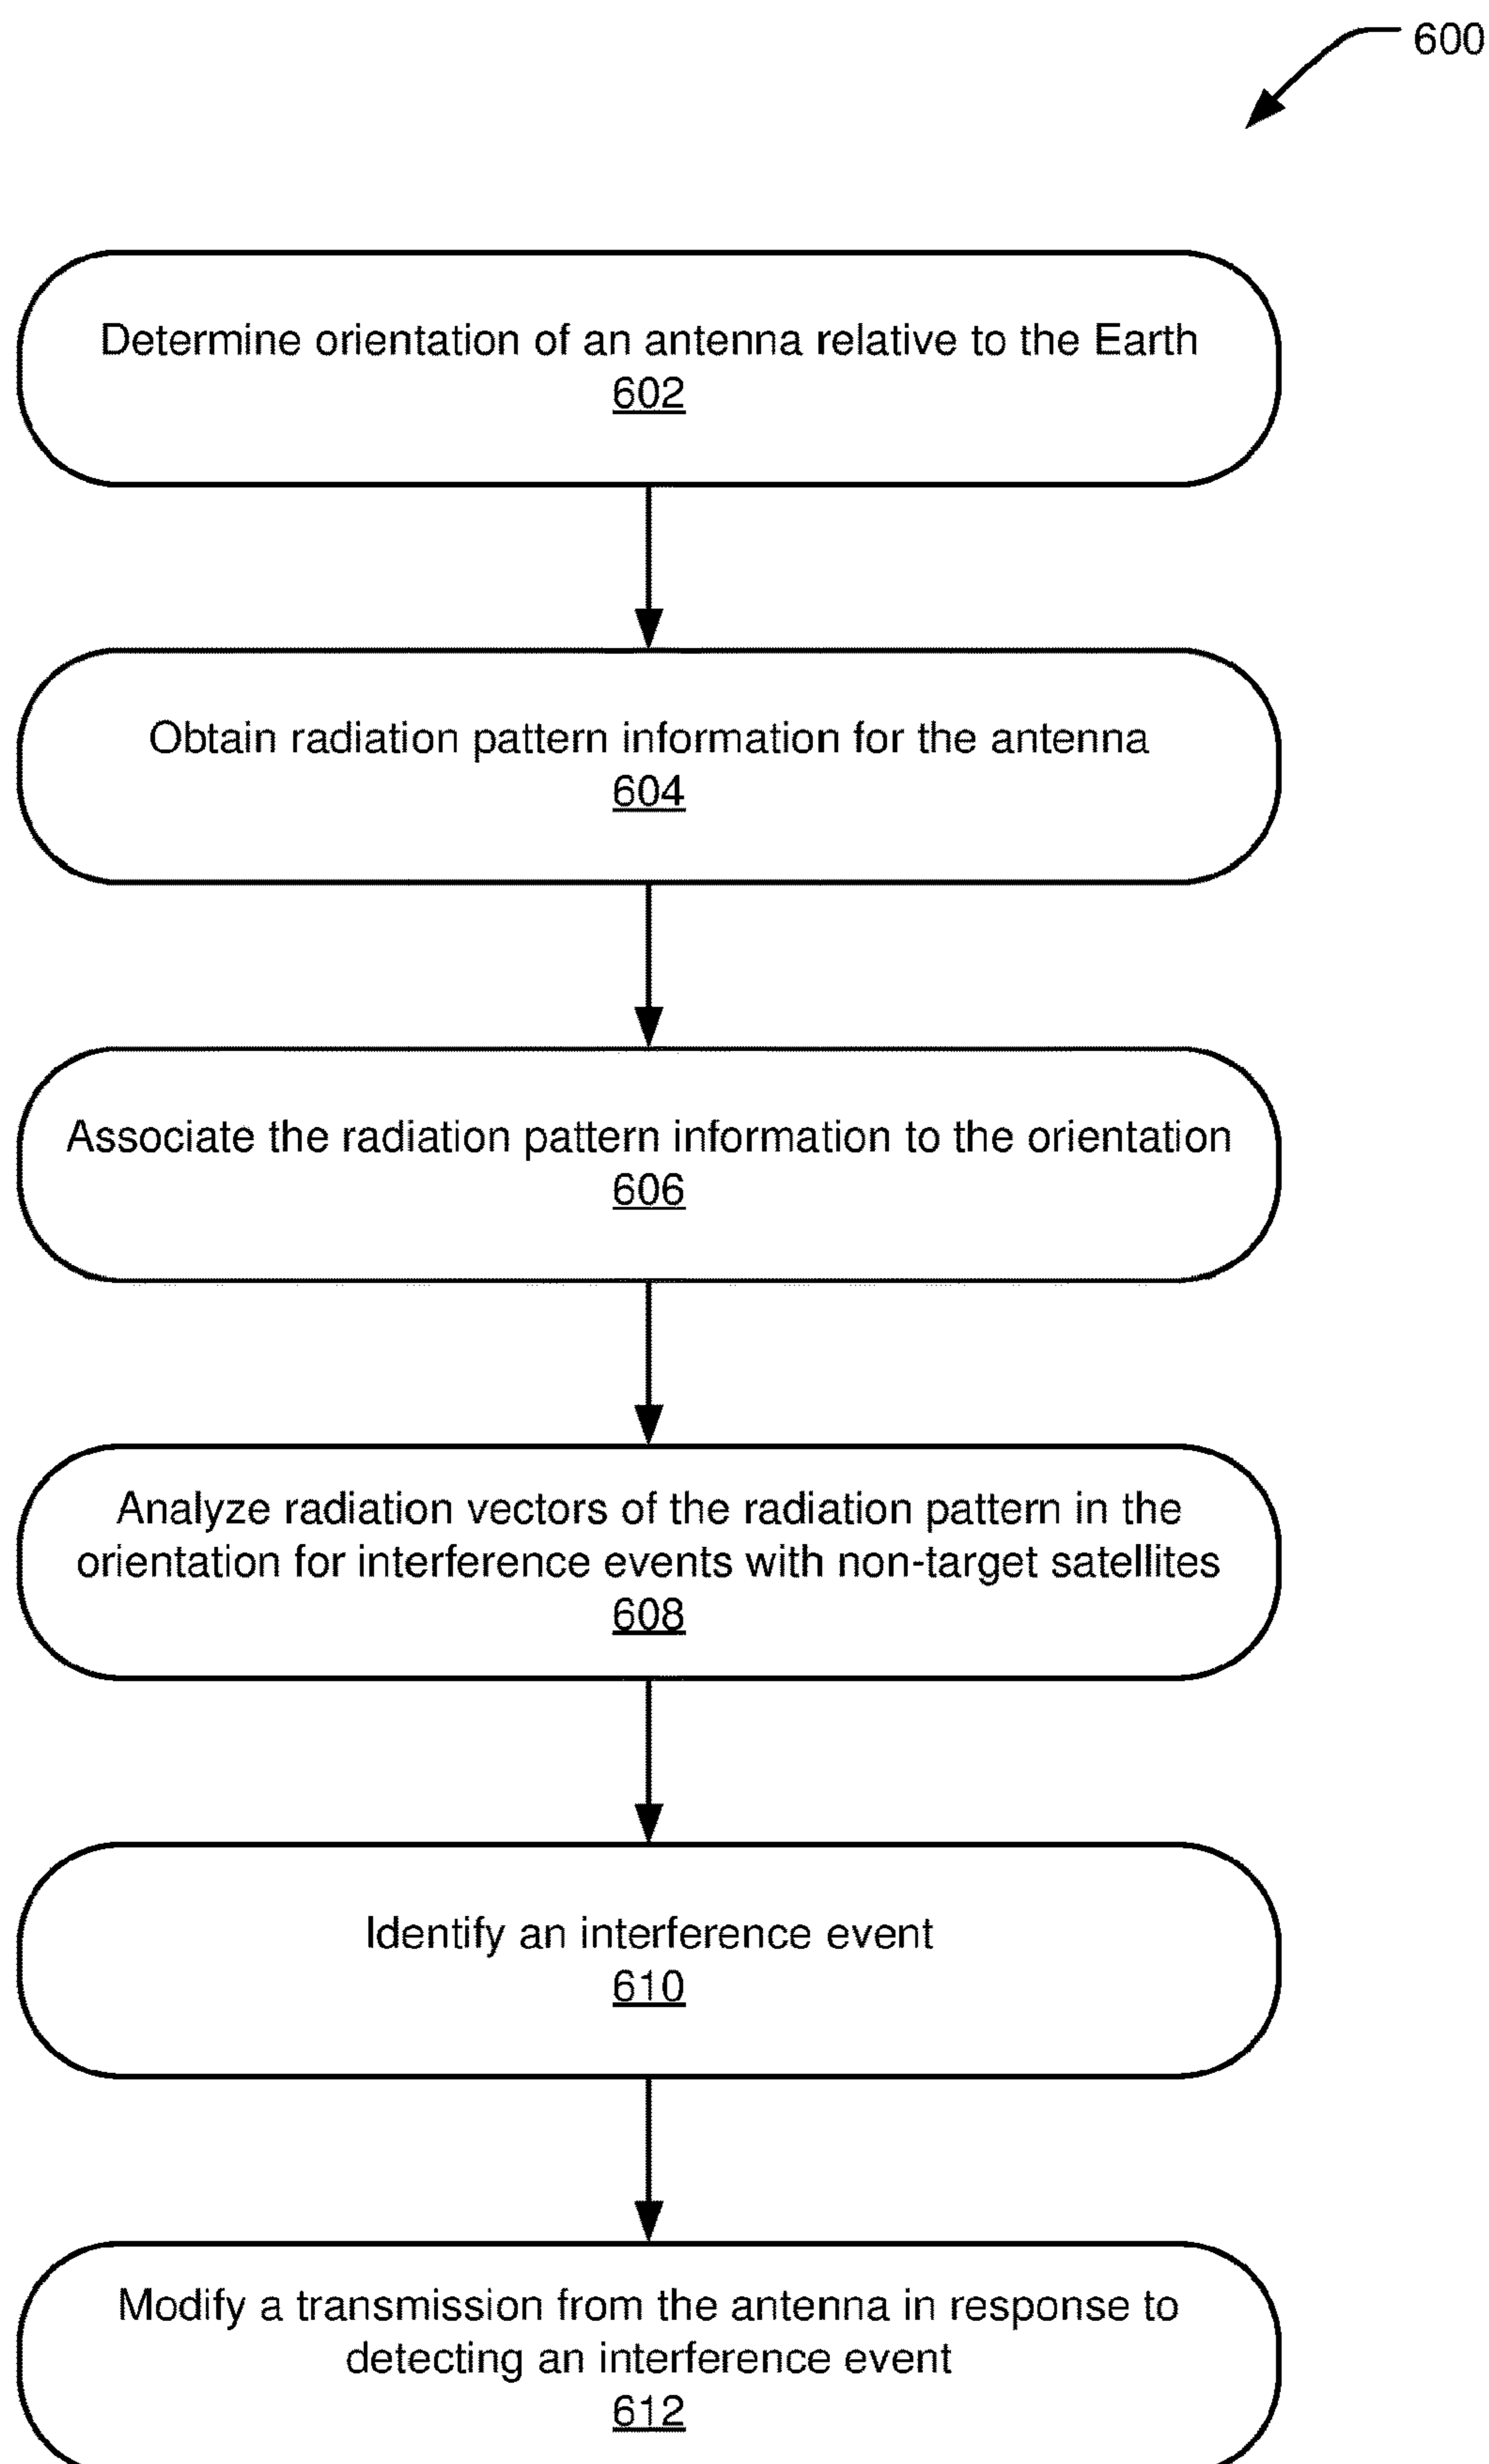 600
Determine orientation of an antenna relative to the Earth
602
Obtain radiation pattern information for the antenna
604
Associate the radiation pattern information to the orientation
606
Analyze radiation vectors of the radiation pattern in the
orientation for interference events with non-target satellites
608
Identify an interference event
610
Modify a transmission from the antenna in response to
detecting an interference event
612